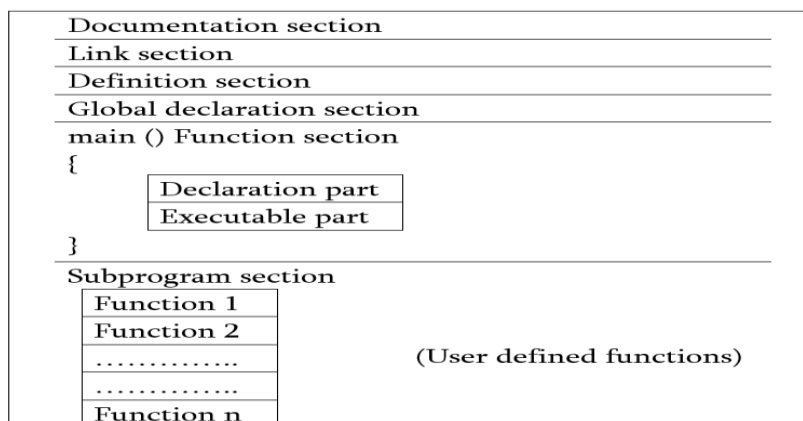 Documentation section
Link section
Definition section
Global declaration section
main () Function section
{
Declaration part
Executable part
}
Subprogram section
Function 1
Function 2
..............
(User defined functions)
..............
Function n